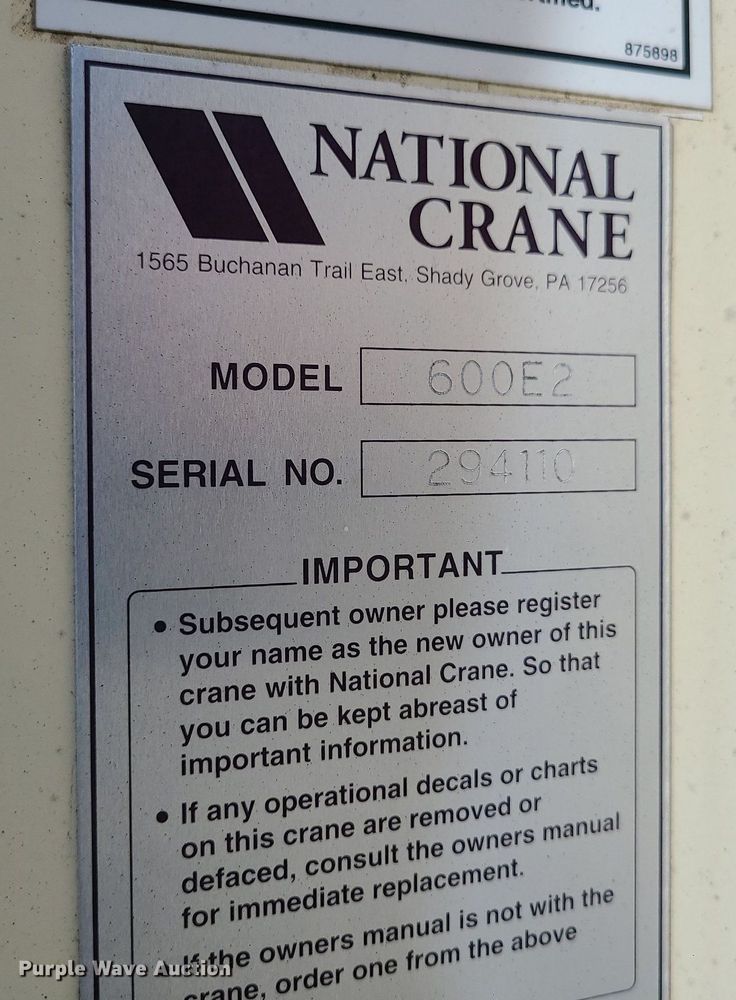 875898
NATIONAL
CRANE
1565 Buchanan Trail East, Shady Grove, PA 17256
MODEL 600E2
SERIAL NO. 294110
IMPORTANT
• Subsequent owner please register
your name as the new owner of this
crane with National Crane. So that
you can be kept abreast of
important information.
• If any operational decals or charts
on this crane are removed or
defaced, consult the owners manual
for immediate replacement.
If the owners manual is not with the
crane, order one from the above
Purple Wave Auction